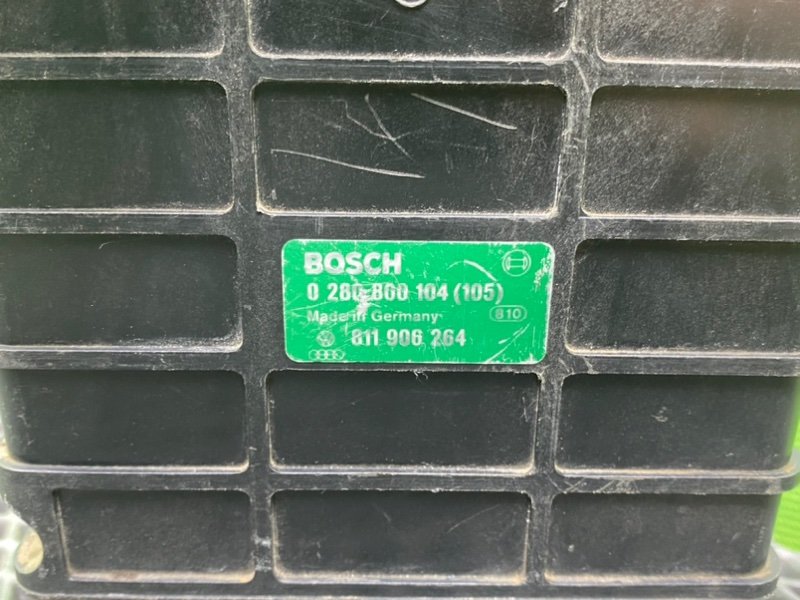 BOSCH
0 280 800 104 (105)
Made in Germany 810
811 906 264